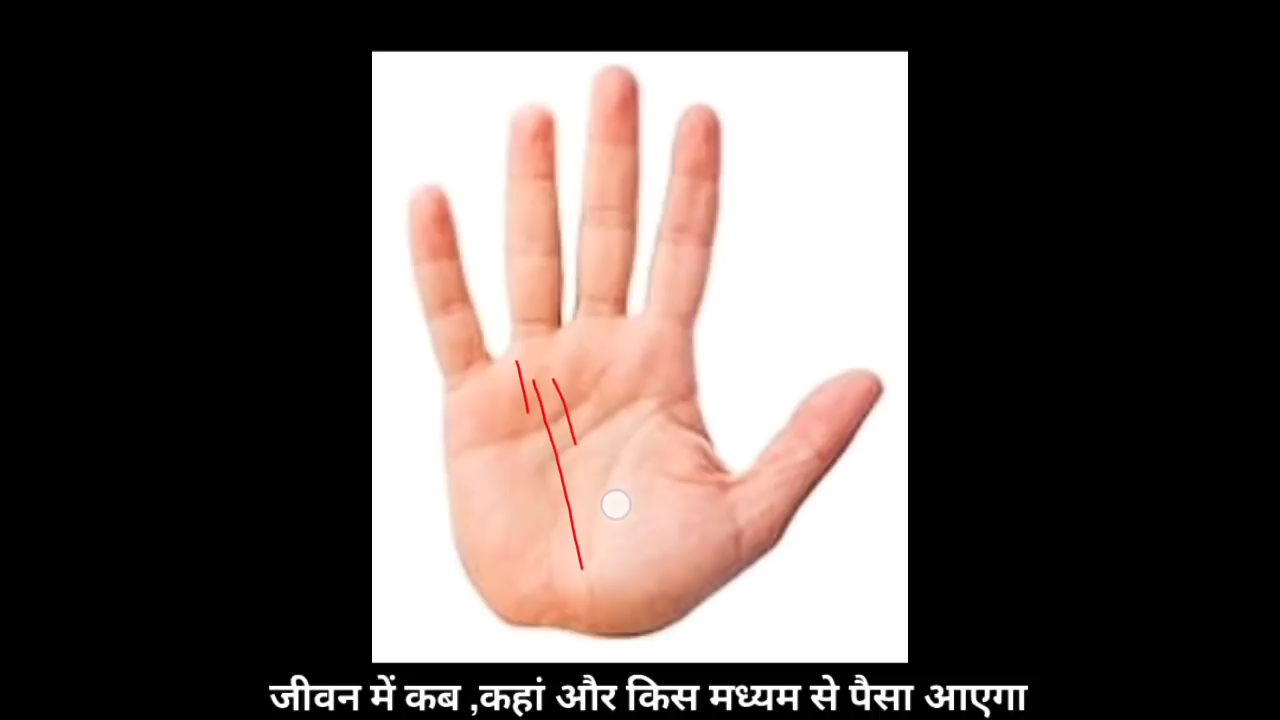 जीवन में कब ,कहां और किस मध्यम से पैसा आएगा